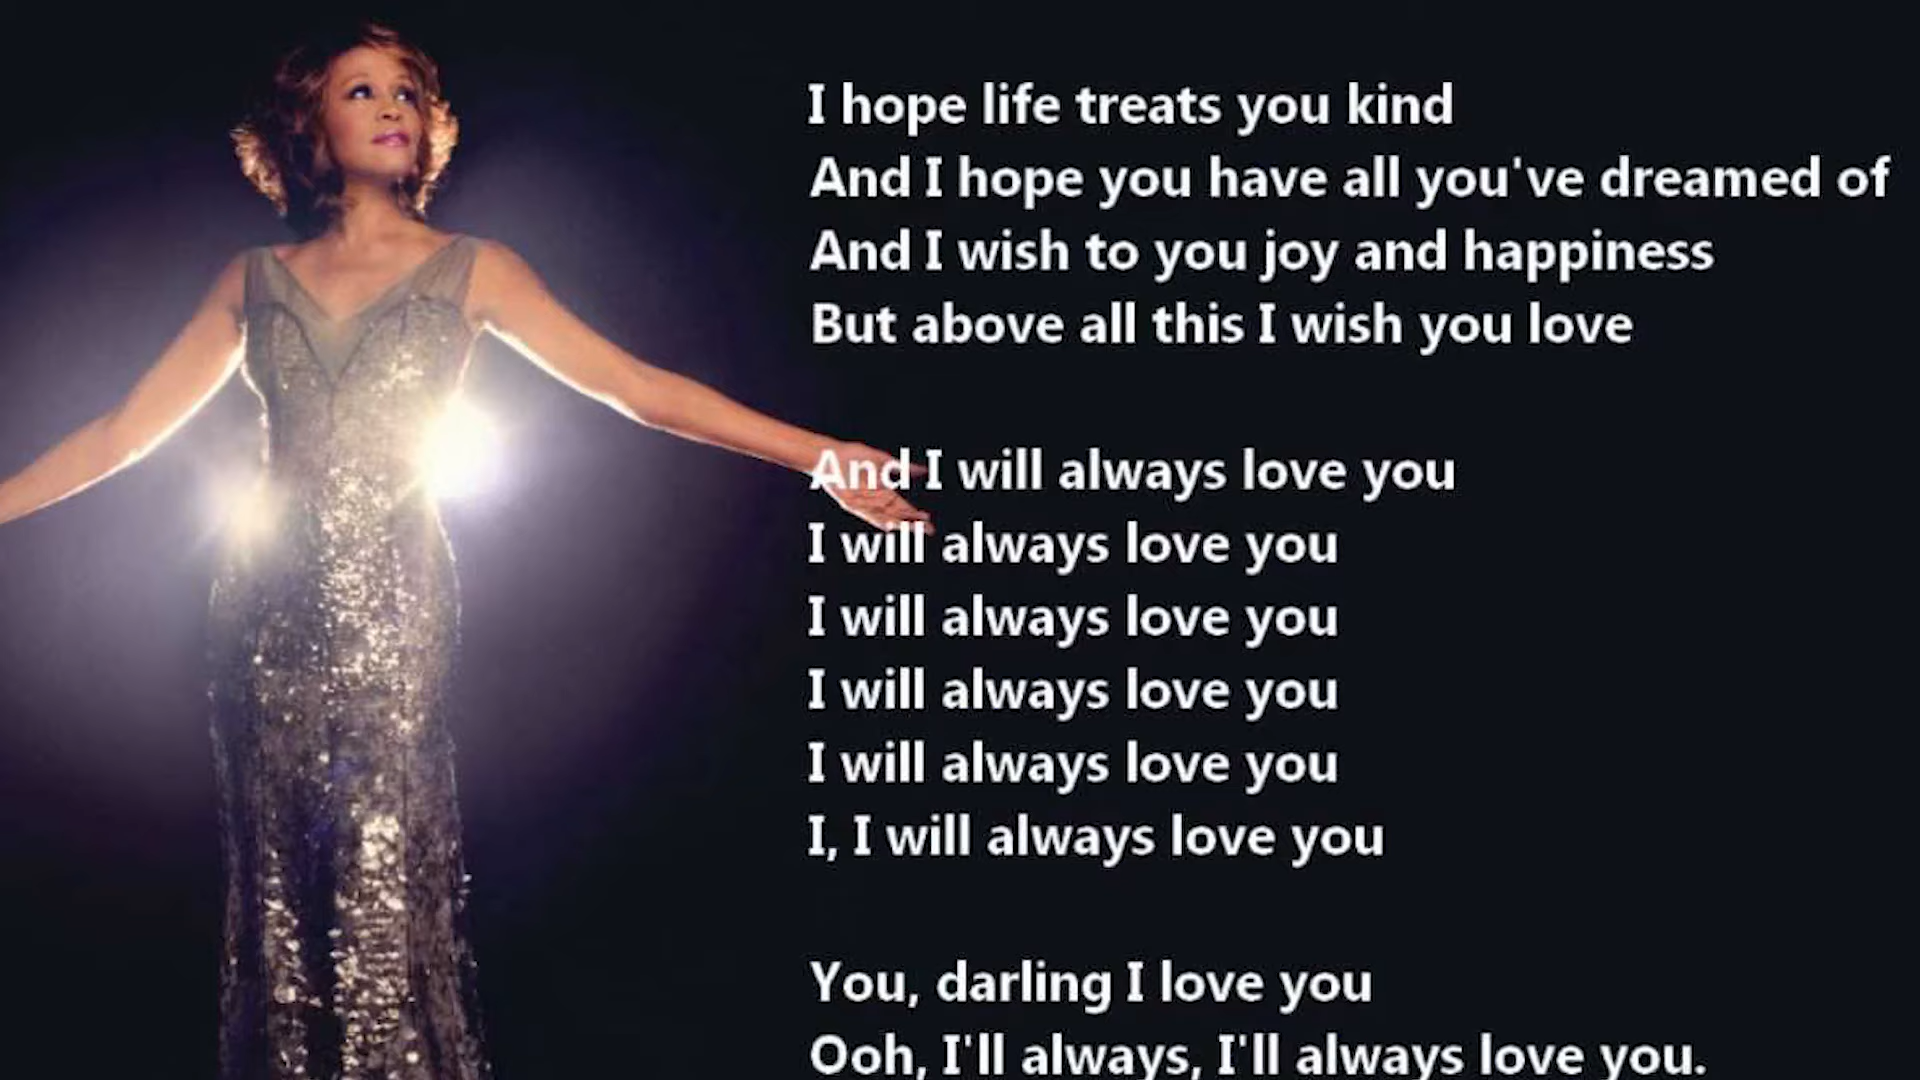 I hope life treats you kind
And I hope you have all you've dreamed of
And I wish to you joy and happiness
But above all this I wish you love
And I will always love you
I will always love you
I will always love you
I will always love you
I will always love you
I, I will always love you
You, darling I love you
Ooh, I'll always, I'll always love you.